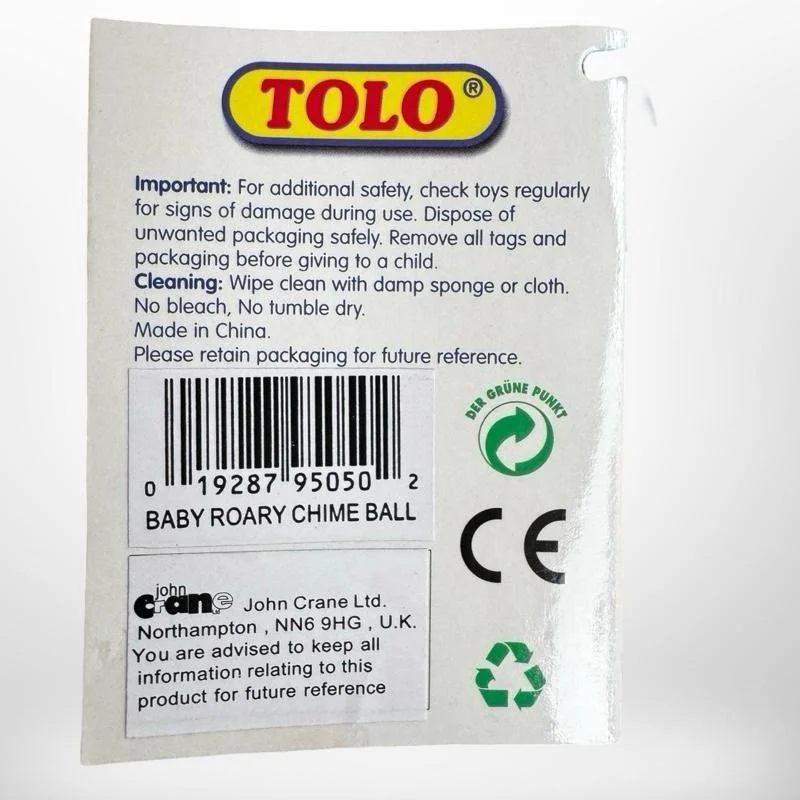 TOLO®
Important: For additional safety, check toys regularly
for signs of damage during use. Dispose of
unwanted packaging safely. Remove all tags and
packaging before giving to a child.
Cleaning: Wipe clean with damp sponge or cloth.
No bleach, No tumble dry.
Made in China.
Please retain packaging for future reference.
DER GRÜNE PUNKT
0 19287 95050 2
BABY ROARY CHIME BALL
CE
john
crane John Crane Ltd.
Northampton , NN6 9HG , U.K.
You are advised to keep all
information relating to this
product for future reference